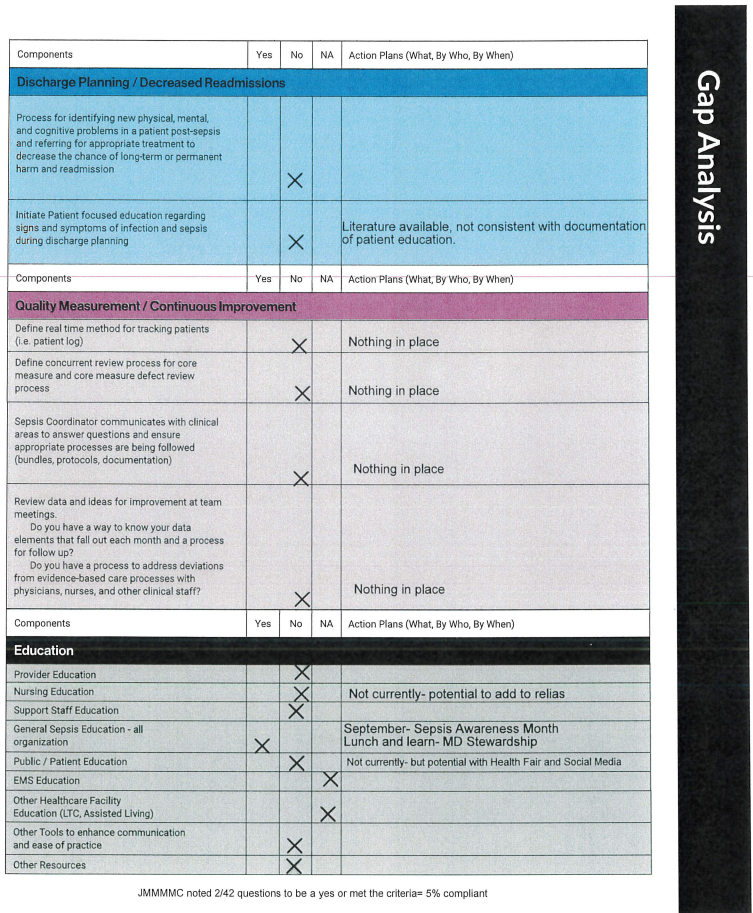 Gap Analysis
Components Yes No NA Action Plans (What, By Who, By When)
Discharge Planning / Decreased Readmissions
Process for identifying new physical, mental,
and cognitive problems in a patient post-sepsis
and referring for appropriate treatment to
decrease the chance of long-term or permanent
harm and readmission
X
Initiate Patient focused education regarding
signs and symptoms of infection and sepsis
during discharge planning
X
Literature available, not consistent with documentation
of patient education.
Components Yes No NA Action Plans (What, By Who, By When)
Quality Measurement / Continuous Improvement
Define real time method for tracking patients
(i.e. patient log)
X Nothing in place
Define concurrent review process for core
measure and core measure defect review
process
X Nothing in place
Sepsis Coordinator communicates with clinical
areas to answer questions and ensure
appropriate processes are being followed
(bundles, protocols, documentation)
X Nothing in place
Review data and ideas for improvement at team
meetings.
Do you have a way to know your data
elements that fall out each month and a process
for follow up?
Do you have a process to address deviations
from evidence-based care processes with
physicians, nurses, and other clinical staff?
X Nothing in place
Components Yes No NA Action Plans (What, By Who, By When)
Education
Provider Education X
Nursing Education X Not currently- potential to add to relias
Support Staff Education X
General Sepsis Education - all
organization
X
September- Sepsis Awareness Month
Lunch and learn- MD Stewardship
Public / Patient Education X Not currently- but potential with Health Fair and Social Media
EMS Education X
Other Healthcare Facility
Education (LTC, Assisted Living)
X
Other Tools to enhance communication
and ease of practice
X
Other Resources X
JMMMMC noted 2/42 questions to be a yes or met the criteria= 5% compliant